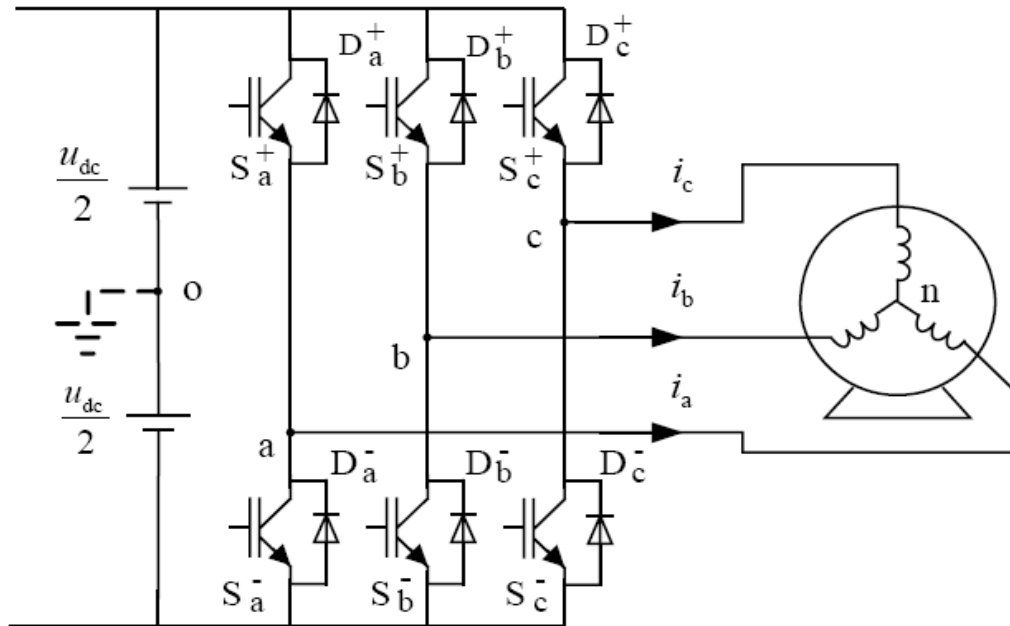 D_a^+
D_b^+
D_c^+
S_a^+
S_b^+
S_c^+
u_dc/2
i_c
c
o
n
i_b
b
u_dc/2
i_a
a
D_a^-
D_b^-
D_c^-
S_a^-
S_b^-
S_c^-